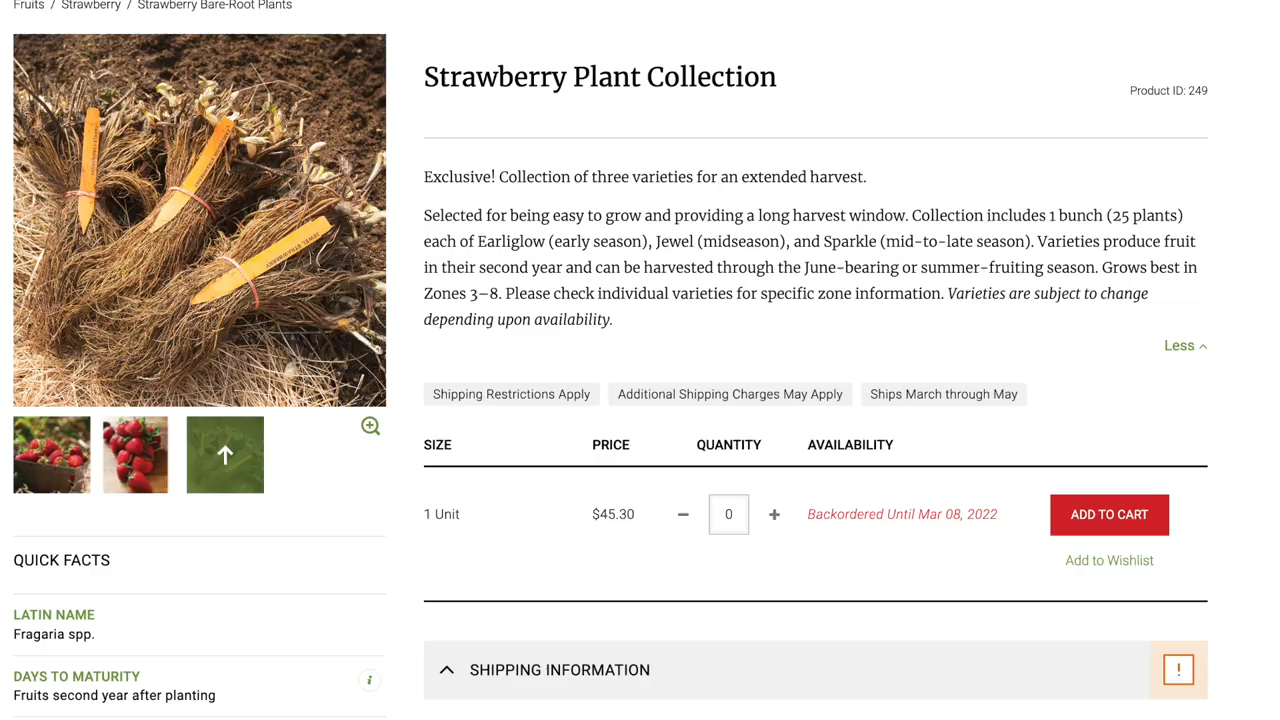 Fruits / Strawberry / Strawberry Bare-Root Plants
Strawberry Plant Collection
Product ID: 249
Exclusive! Collection of three varieties for an extended harvest.
Selected for being easy to grow and providing a long harvest window. Collection includes 1 bunch (25 plants)
each of Earliglow (early season), Jewel (midseason), and Sparkle (mid-to-late season). Varieties produce fruit
in their second year and can be harvested through the June-bearing or summer-fruiting season. Grows best in
Zones 3–8. Please check individual varieties for specific zone information. Varieties are subject to change
depending upon availability.
Less
Shipping Restrictions Apply Additional Shipping Charges May Apply Ships March through May
SIZE PRICE QUANTITY AVAILABILITY
1 Unit $45.30 − 0 + Backordered Until Mar 08, 2022 ADD TO CART
Add to Wishlist
SHIPPING INFORMATION !
QUICK FACTS
LATIN NAME
Fragaria spp.
DAYS TO MATURITY
Fruits second year after planting
i